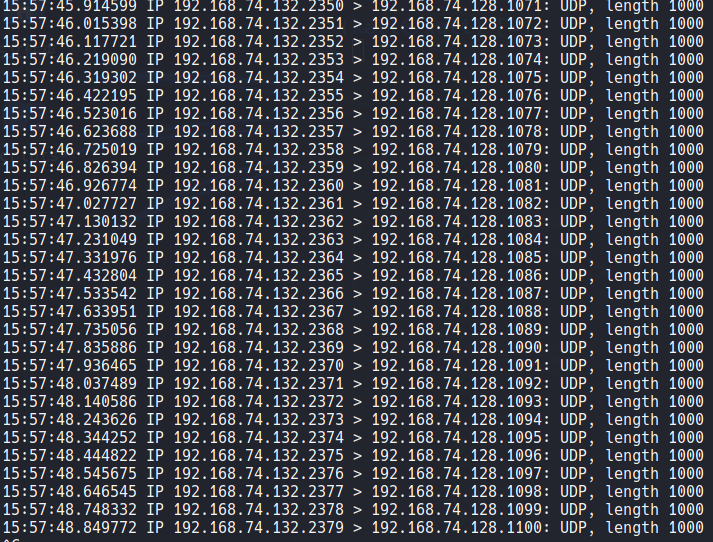 15:57:45.914599 IP 192.168.74.132.2350 > 192.168.74.128.1071: UDP, length 1000
15:57:46.015398 IP 192.168.74.132.2351 > 192.168.74.128.1072: UDP, length 1000
15:57:46.117721 IP 192.168.74.132.2352 > 192.168.74.128.1073: UDP, length 1000
15:57:46.219090 IP 192.168.74.132.2353 > 192.168.74.128.1074: UDP, length 1000
15:57:46.319302 IP 192.168.74.132.2354 > 192.168.74.128.1075: UDP, length 1000
15:57:46.422195 IP 192.168.74.132.2355 > 192.168.74.128.1076: UDP, length 1000
15:57:46.523016 IP 192.168.74.132.2356 > 192.168.74.128.1077: UDP, length 1000
15:57:46.623688 IP 192.168.74.132.2357 > 192.168.74.128.1078: UDP, length 1000
15:57:46.725019 IP 192.168.74.132.2358 > 192.168.74.128.1079: UDP, length 1000
15:57:46.826394 IP 192.168.74.132.2359 > 192.168.74.128.1080: UDP, length 1000
15:57:46.926774 IP 192.168.74.132.2360 > 192.168.74.128.1081: UDP, length 1000
15:57:47.027727 IP 192.168.74.132.2361 > 192.168.74.128.1082: UDP, length 1000
15:57:47.130132 IP 192.168.74.132.2362 > 192.168.74.128.1083: UDP, length 1000
15:57:47.231049 IP 192.168.74.132.2363 > 192.168.74.128.1084: UDP, length 1000
15:57:47.331976 IP 192.168.74.132.2364 > 192.168.74.128.1085: UDP, length 1000
15:57:47.432804 IP 192.168.74.132.2365 > 192.168.74.128.1086: UDP, length 1000
15:57:47.533542 IP 192.168.74.132.2366 > 192.168.74.128.1087: UDP, length 1000
15:57:47.633951 IP 192.168.74.132.2367 > 192.168.74.128.1088: UDP, length 1000
15:57:47.735056 IP 192.168.74.132.2368 > 192.168.74.128.1089: UDP, length 1000
15:57:47.835886 IP 192.168.74.132.2369 > 192.168.74.128.1090: UDP, length 1000
15:57:47.936465 IP 192.168.74.132.2370 > 192.168.74.128.1091: UDP, length 1000
15:57:48.037489 IP 192.168.74.132.2371 > 192.168.74.128.1092: UDP, length 1000
15:57:48.140586 IP 192.168.74.132.2372 > 192.168.74.128.1093: UDP, length 1000
15:57:48.243626 IP 192.168.74.132.2373 > 192.168.74.128.1094: UDP, length 1000
15:57:48.344252 IP 192.168.74.132.2374 > 192.168.74.128.1095: UDP, length 1000
15:57:48.444822 IP 192.168.74.132.2375 > 192.168.74.128.1096: UDP, length 1000
15:57:48.545675 IP 192.168.74.132.2376 > 192.168.74.128.1097: UDP, length 1000
15:57:48.646545 IP 192.168.74.132.2377 > 192.168.74.128.1098: UDP, length 1000
15:57:48.748332 IP 192.168.74.132.2378 > 192.168.74.128.1099: UDP, length 1000
15:57:48.849772 IP 192.168.74.132.2379 > 192.168.74.128.1100: UDP, length 1000